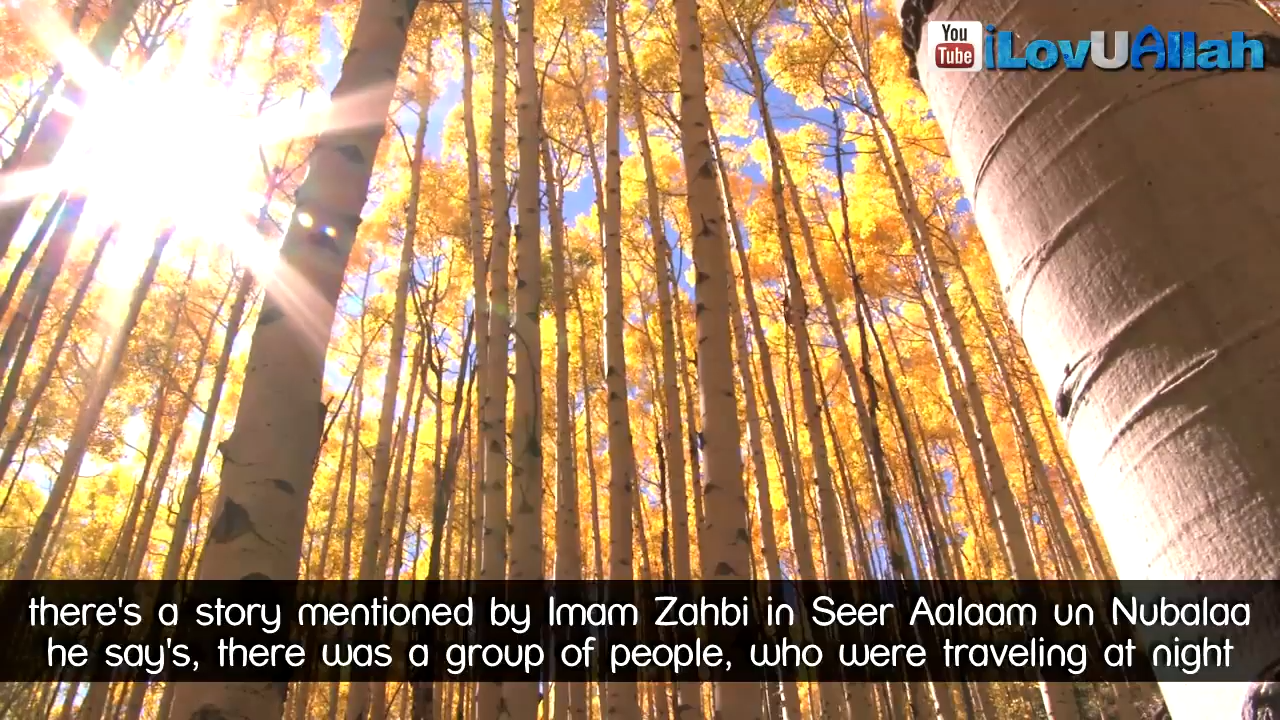 You
Tube
iLovUAllah
there's a story mentioned by Imam Zahbi in Seer Aalaam un Nubalaa
he say's, there was a group of people, who were traveling at night